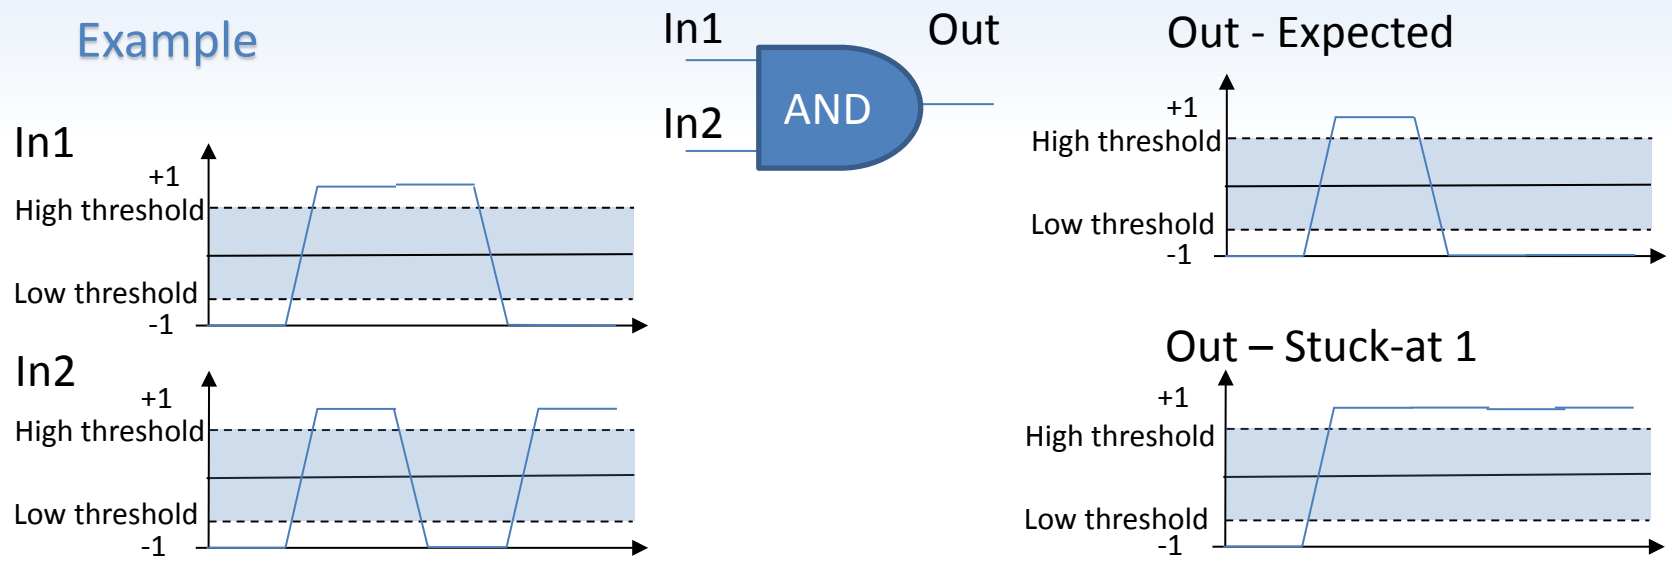 Example
In1
+1
High threshold
Low threshold
-1
In2
+1
High threshold
Low threshold
-1
In1
In2
AND
Out
Out - Expected
+1
High threshold
Low threshold
-1
Out – Stuck-at 1
+1
High threshold
Low threshold
-1